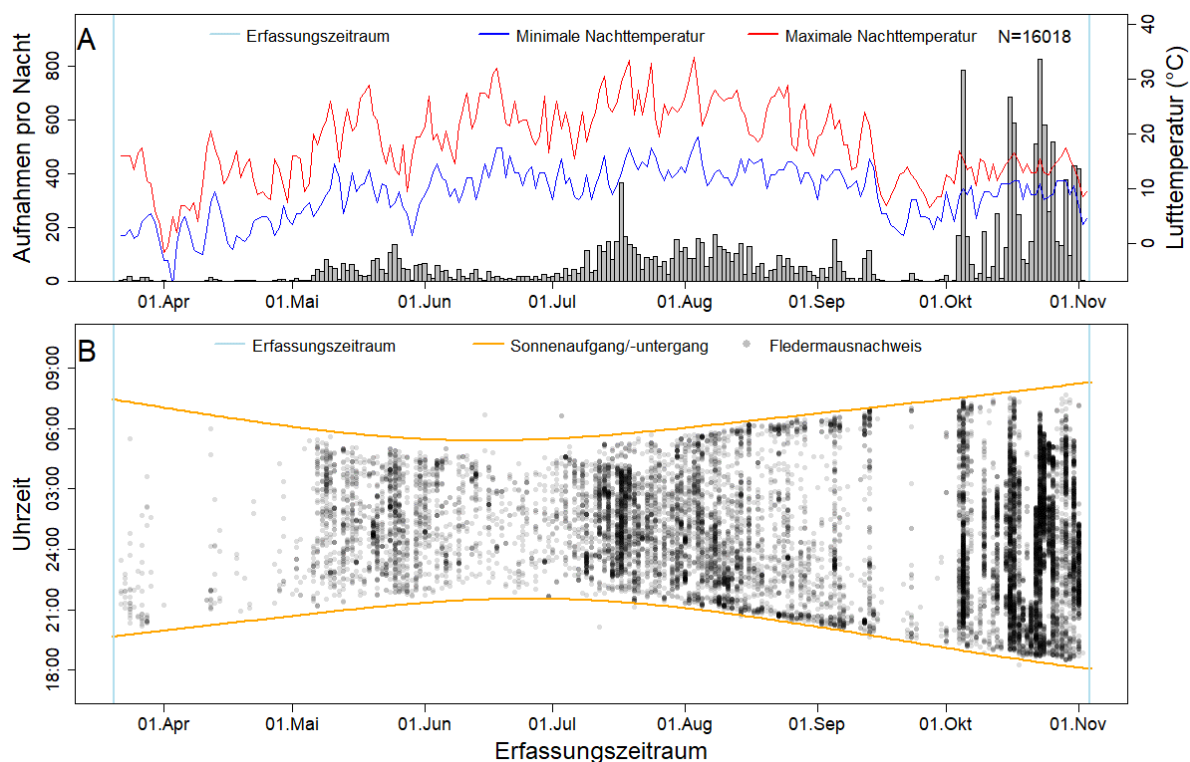 A
Erfassungszeitraum
Minimale Nachttemperatur
Maximale Nachttemperatur
N=16018
Aufnahmen pro Nacht
800
600
400
200
0
Lufttemperatur (°C)
40
30
20
10
0
01.Apr
01.Mai
01.Jun
01.Jul
01.Aug
01.Sep
01.Okt
01.Nov
B
Erfassungszeitraum
Sonnenaufgang/-untergang
Fledermausnachweis
Uhrzeit
09:00
06:00
03:00
24:00
21:00
18:00
01.Apr
01.Mai
01.Jun
01.Jul
01.Aug
01.Sep
01.Okt
01.Nov
Erfassungszeitraum